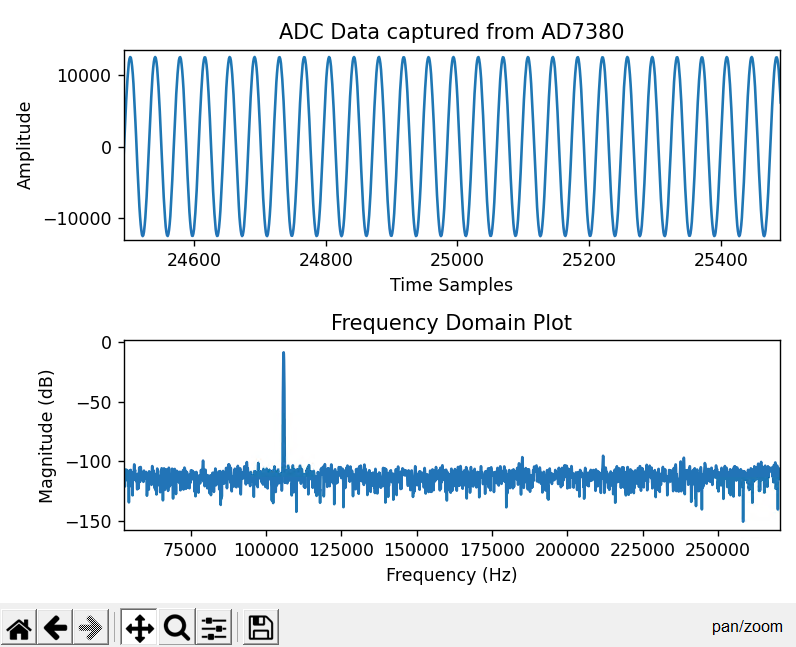 ADC Data captured from AD7380
10000
0
−10000
Amplitude
24600 24800 25000 25200 25400
Time Samples
Frequency Domain Plot
0
−50
−100
−150
Magnitude (dB)
75000 100000 125000 150000 175000 200000 225000 250000
Frequency (Hz)
pan/zoom